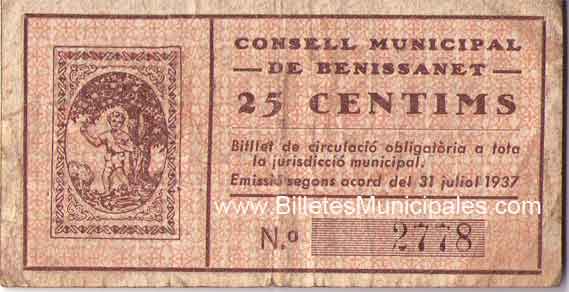 CONSELL MUNICIPAL
— DE BENISSANET —
25 CENTIMS
Bitllet de circulació obligatòria a tota
la jurisdicció municipal.
Emissió segons acord del 31 juliol 1937
www.BilletesMunicipales.com
N.º 2778